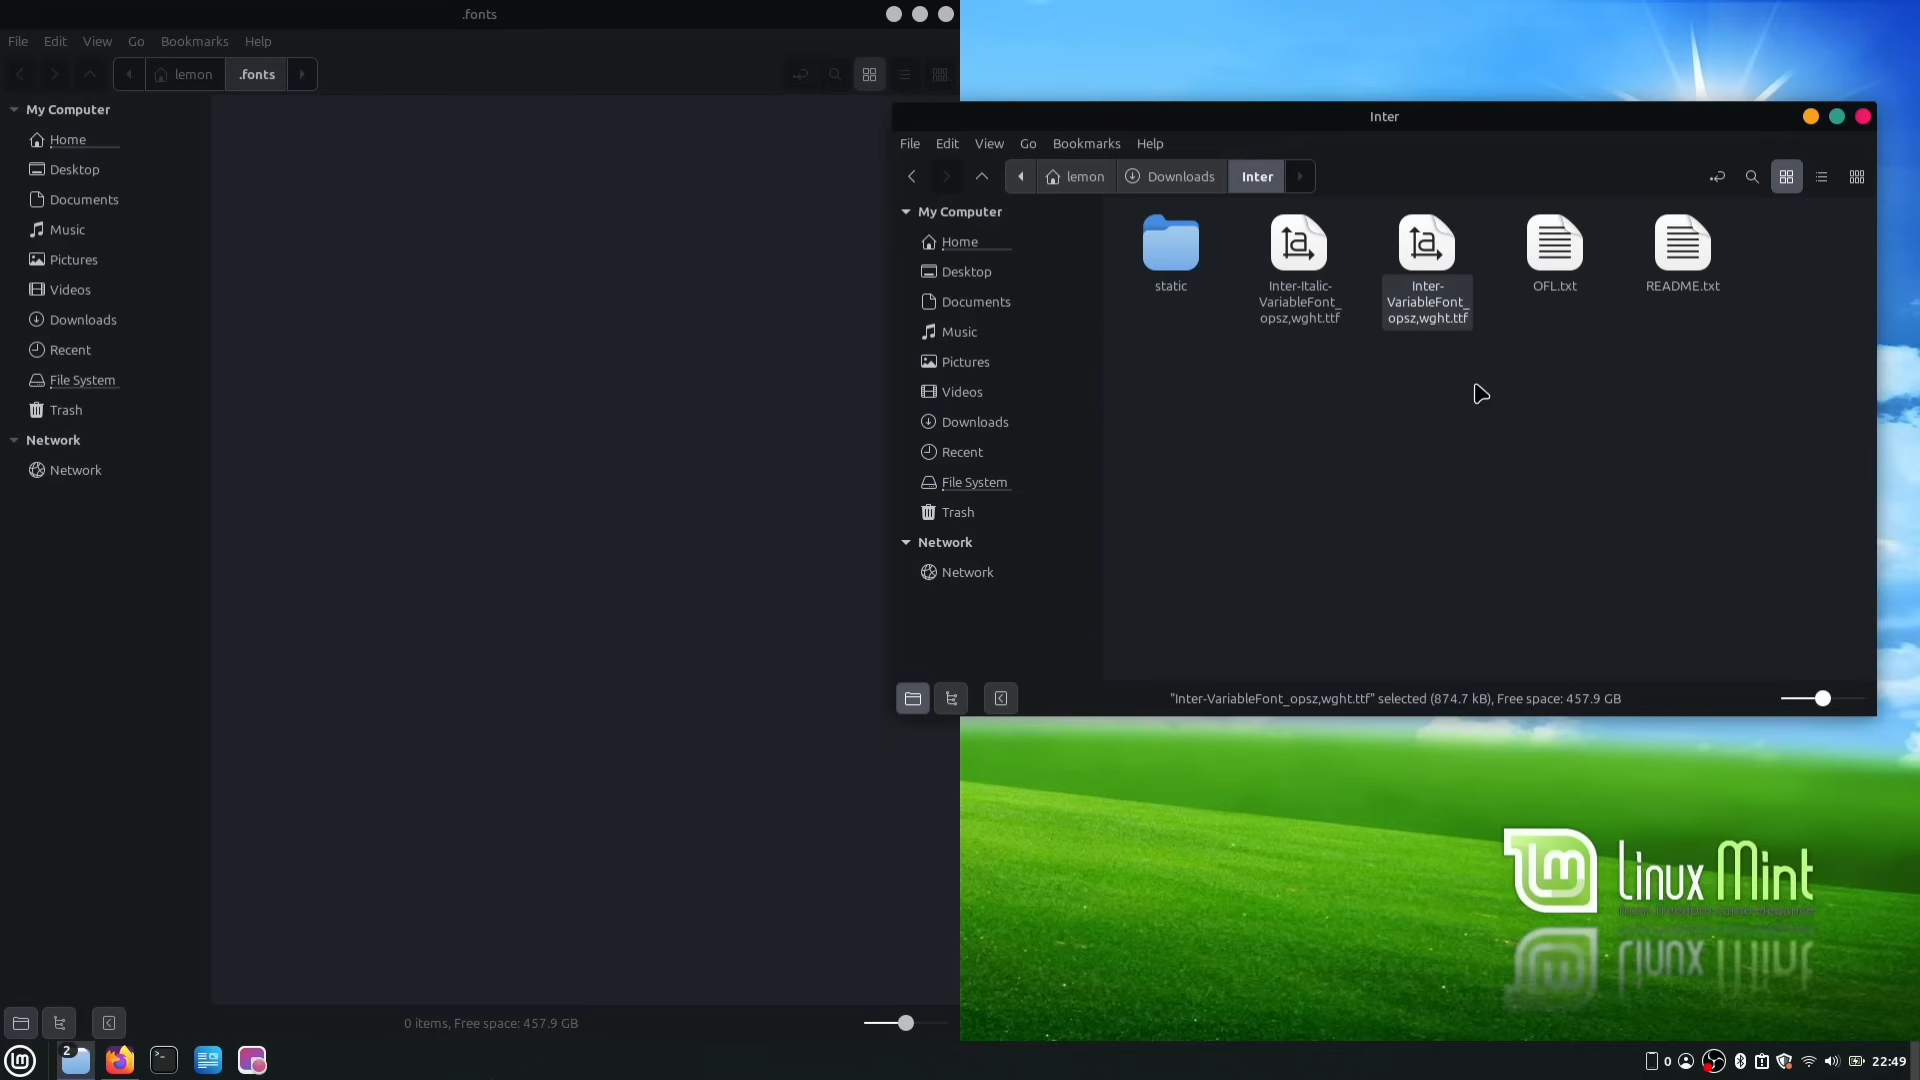 .fonts
File Edit View Go Bookmarks Help
lemon .fonts
My Computer
Home
Desktop
Documents
Music
Pictures
Videos
Downloads
Recent
File System
Trash
Network
Network
0 items, Free space: 457.9 GB
Inter
File Edit View Go Bookmarks Help
lemon Downloads Inter
My Computer
Home
Desktop
Documents
Music
Pictures
Videos
Downloads
Recent
File System
Trash
Network
Network
static
Inter-Italic-
VariableFont_
opsz,wght.ttf
Inter-
VariableFont_
opsz,wght.ttf
OFL.txt
README.txt
"Inter-VariableFont_opsz,wght.ttf" selected (874.7 kB), Free space: 457.9 GB
Linux Mint
2
0
22:49